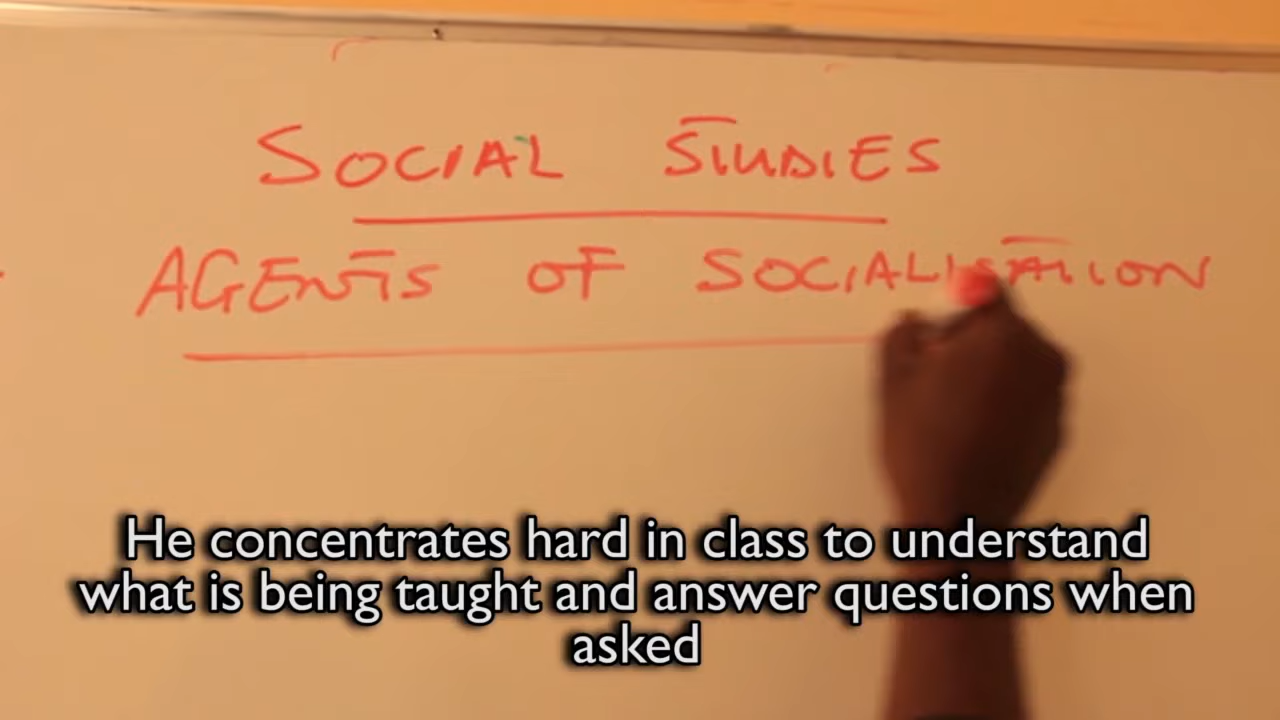 SOCIAL STUDIES
AGENTS OF SOCIALISATION
He concentrates hard in class to understand
what is being taught and answer questions when
asked